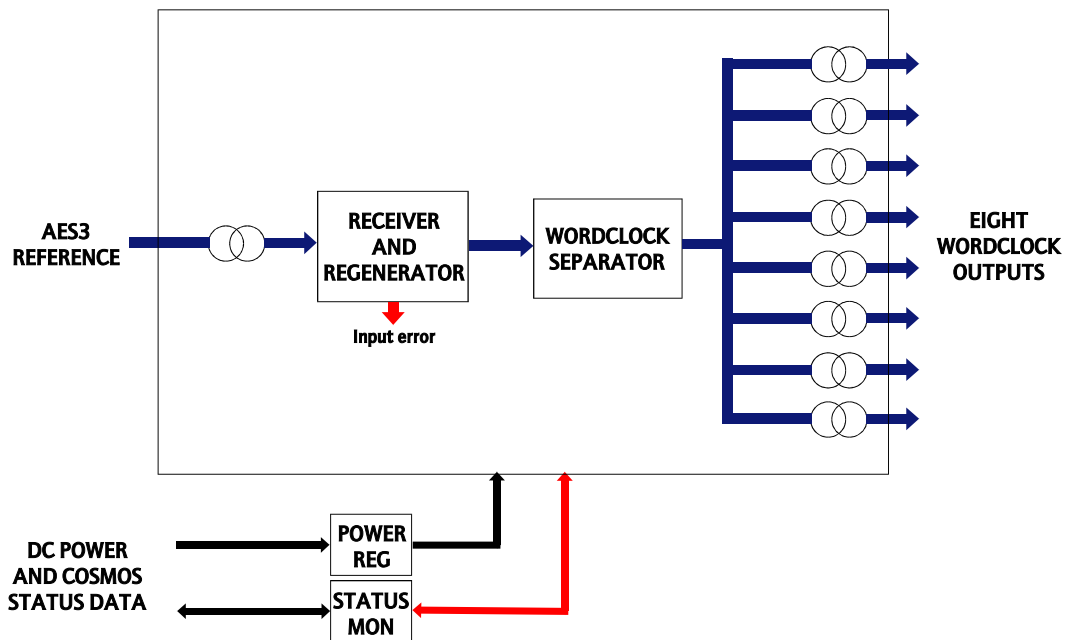 AES3
REFERENCE
RECEIVER
AND
REGENERATOR
Input error
WORDCLOCK
SEPARATOR
EIGHT
WORDCLOCK
OUTPUTS
DC POWER
AND COSMOS
STATUS DATA
POWER
REG
STATUS
MON